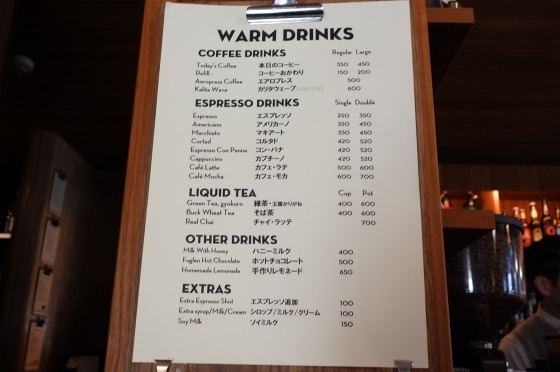 WARM DRINKS
COFFEE DRINKS Regular Large
Today's Coffee 本日のコーヒー 350 450
Refill コーヒーおかわり 150 200
Aeropress Coffee エアロプレス 500
Kalita Wave カリタウェーブ 600
ESPRESSO DRINKS Single Double
Espresso エスプレッソ 250 350
Americano アメリカーノ 350 450
Macchiato マキアート 350 450
Cortad コルタド 420 520
Espresso Con Panna コン・パナ 420 520
Cappuccino カプチーノ 420 520
Café Latte カフェ・ラテ 500 600
Café Mocha カフェ・モカ 600 700
LIQUID TEA Cup Pot
Green Tea, gyokuro 緑茶・玉露かりがね 400 600
Buck Wheat Tea そば茶 400 600
Real Chai チャイ・ラッテ 700
OTHER DRINKS
Milk With Honey ハニーミルク 400
Fuglen Hot Chocolate ホットチョコレート 500
Homemade Lemonade 手作りレモネード 650
EXTRAS
Extra Espresso Shot エスプレッソ追加 100
Extra syrup/Milk/Cream シロップ/ミルク/クリーム 100
Soy Milk ソイミルク 150